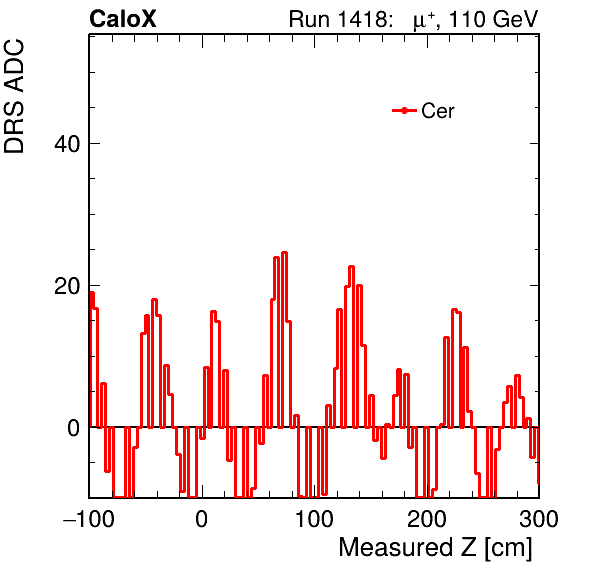 CaloX Run 1418: μ⁺, 110 GeV
DRS ADC
Cer
40
20
0
−100 0 100 200 300
Measured Z [cm]